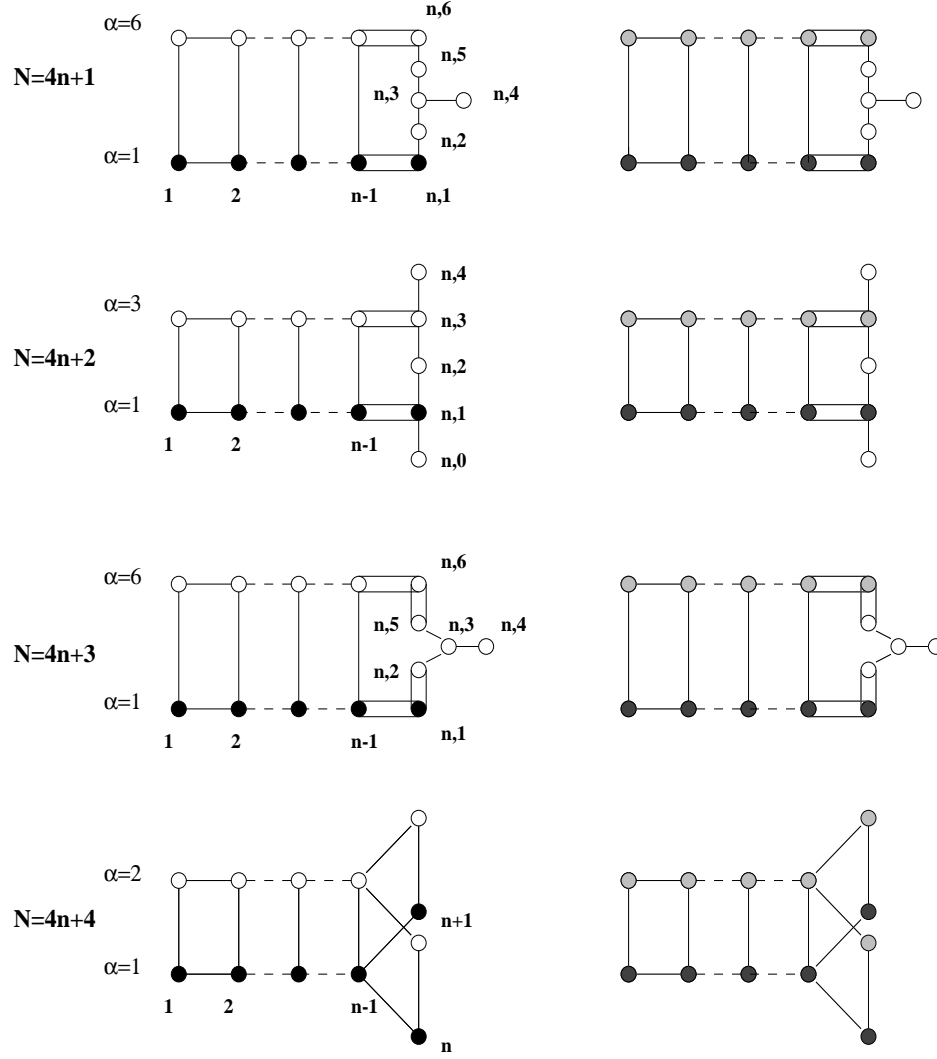 n,6
α=6
n,5
N=4n+1
n,3
n,4
n,2
α=1
1
2
n-1
n,1
n,4
α=3
n,3
N=4n+2
n,2
α=1
n,1
1
2
n-1
n,0
n,6
α=6
n,5
n,3
n,4
N=4n+3
n,2
α=1
1
2
n-1
n,1
α=2
N=4n+4
n+1
α=1
1
2
n-1
n